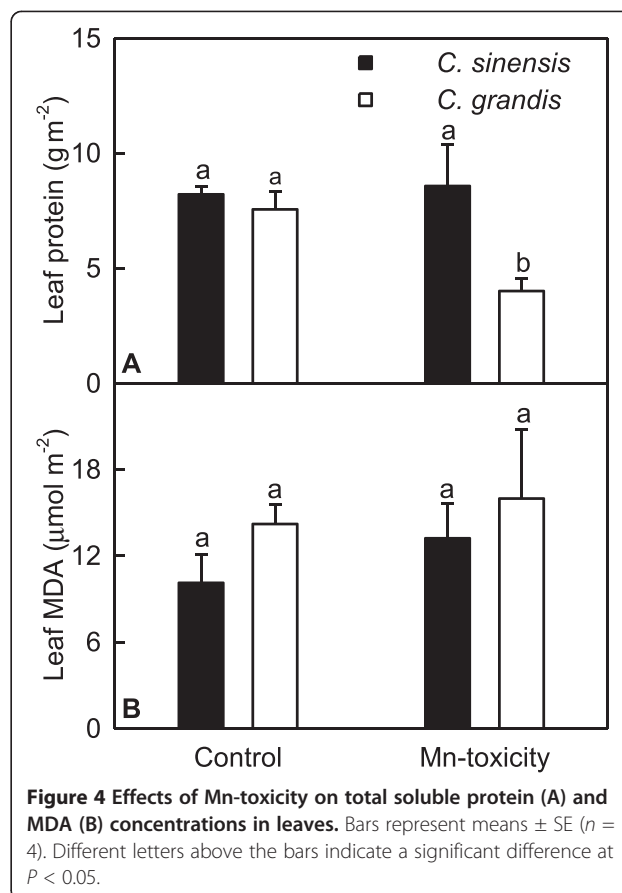 15
C. sinensis
C. grandis
a
10
a
a
Leaf protein (g m-2)
b
5
A
0
a
18
a
a
Leaf MDA (µmol m-2)
12
a
6
B
0
Control Mn-toxicity
Figure 4 Effects of Mn-toxicity on total soluble protein (A) and
MDA (B) concentrations in leaves. Bars represent means ± SE (n =
4). Different letters above the bars indicate a significant difference at
P < 0.05.